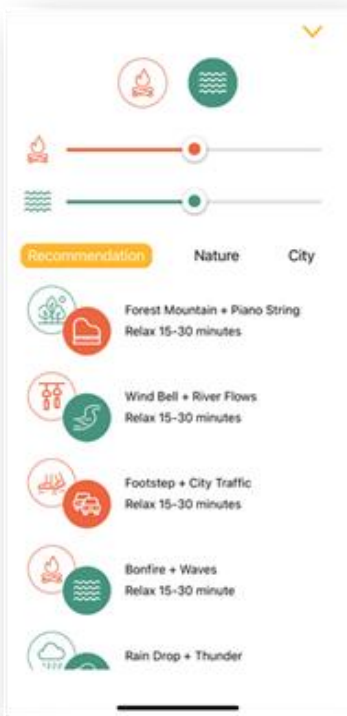 Recommendation Nature City
Forest Mountain + Piano String
Relax 15-30 minutes
Wind Bell + River Flows
Relax 15-30 minutes
Footstep + City Traffic
Relax 15-30 minutes
Bonfire + Waves
Relax 15-30 minute
Rain Drop + Thunder